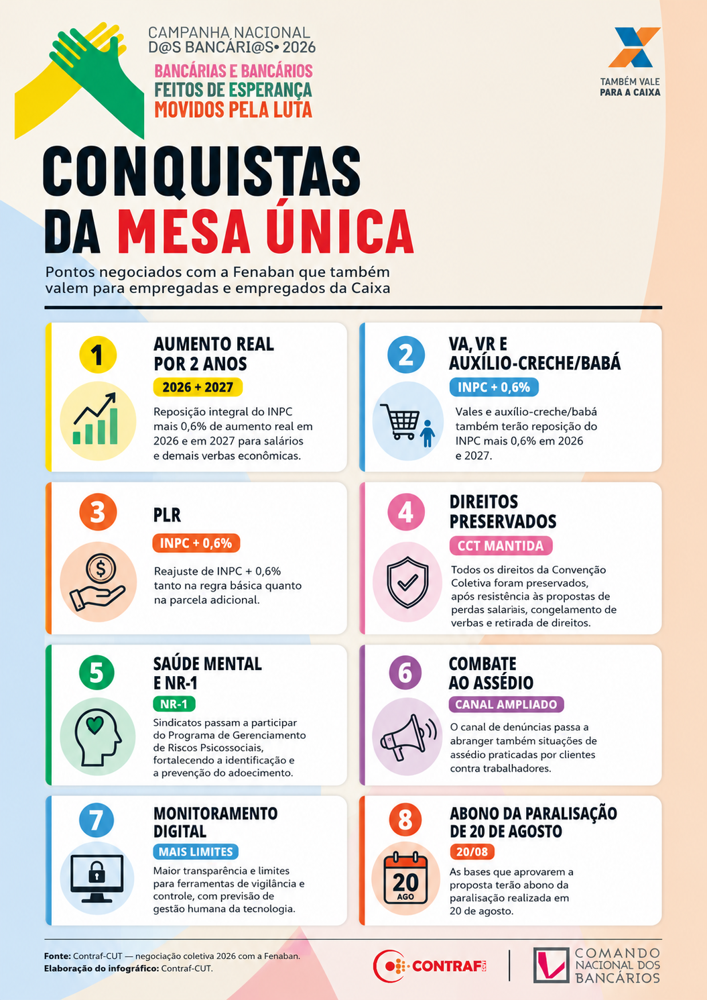 CAMPANHA NACIONAL
D@S BANCÁRI@S• 2026
BANCÁRIAS E BANCÁRIOS
FEITOS DE ESPERANÇA
MOVIDOS PELA LUTA
TAMBÉM VALE
PARA A CAIXA
CONQUISTAS
DA MESA ÚNICA
Pontos negociados com a Fenaban que também
valem para empregadas e empregados da Caixa
1
AUMENTO REAL
POR 2 ANOS
2026 + 2027
Reposição integral do INPC
mais 0,6% de aumento real em
2026 e em 2027 para salários
e demais verbas econômicas.
2
VA, VR E
AUXÍLIO-CRECHE/BABÁ
INPC + 0,6%
Vales e auxílio-creche/babá
também terão reposição do
INPC mais 0,6% em 2026
e 2027.
3
PLR
INPC + 0,6%
Reajuste de INPC + 0,6%
tanto na regra básica quanto
na parcela adicional.
$
4
DIREITOS
PRESERVADOS
CCT MANTIDA
Todos os direitos da Convenção
Coletiva foram preservados,
após resistência às propostas de
perdas salariais, congelamento de
verbas e retirada de direitos.
5
SAÚDE MENTAL
E NR-1
NR-1
Sindicatos passam a participar
do Programa de Gerenciamento
de Riscos Psicossociais,
fortalecendo a identificação e
a prevenção do adoecimento.
6
COMBATE
AO ASSÉDIO
CANAL AMPLIADO
O canal de denúncias passa a
abranger também situações de
assédio praticadas por clientes
contra trabalhadores.
7
MONITORAMENTO
DIGITAL
MAIS LIMITES
Maior transparência e limites
para ferramentas de vigilância e
controle, com previsão de
gestão humana da tecnologia.
8
ABONO DA PARALISAÇÃO
DE 20 DE AGOSTO
20/08
As bases que aprovarem a
proposta terão abono da
paralisação realizada em
20 de agosto.
20
AGO
Fonte: Contraf-CUT — negociação coletiva 2026 com a Fenaban.
Elaboração do infográfico: Contraf-CUT.
CONTRAF CUT
COMANDO
NACIONAL DOS
BANCÁRIOS